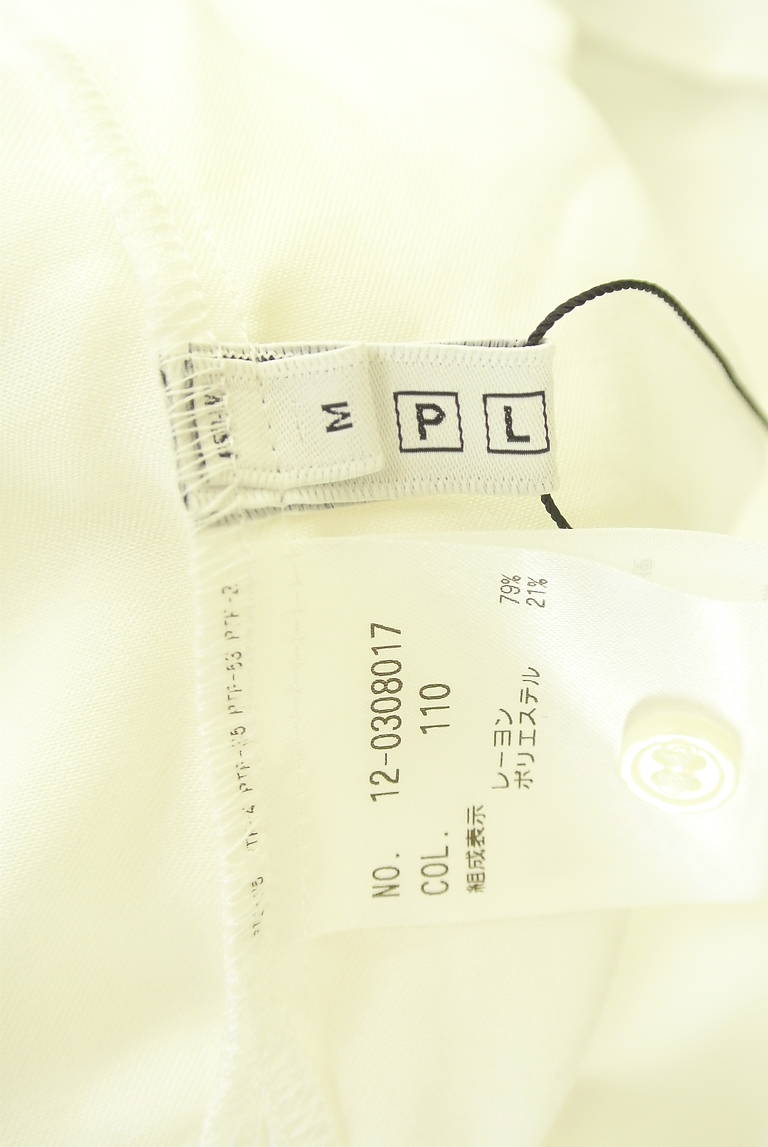 M
P
L
NO. 12-0308017
COL. 110
組成表示
レーヨン 79%
ポリエステル 21%